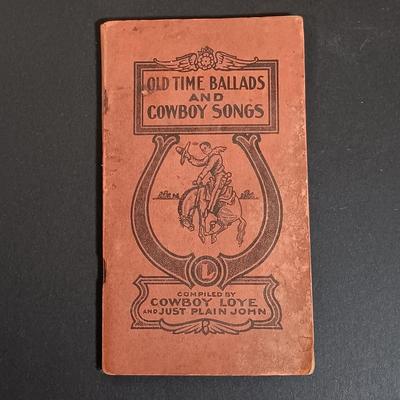 OLD TIME BALLADS
AND
COWBOY SONGS
L
COMPILED BY
COWBOY LOYE
AND JUST PLAIN JOHN